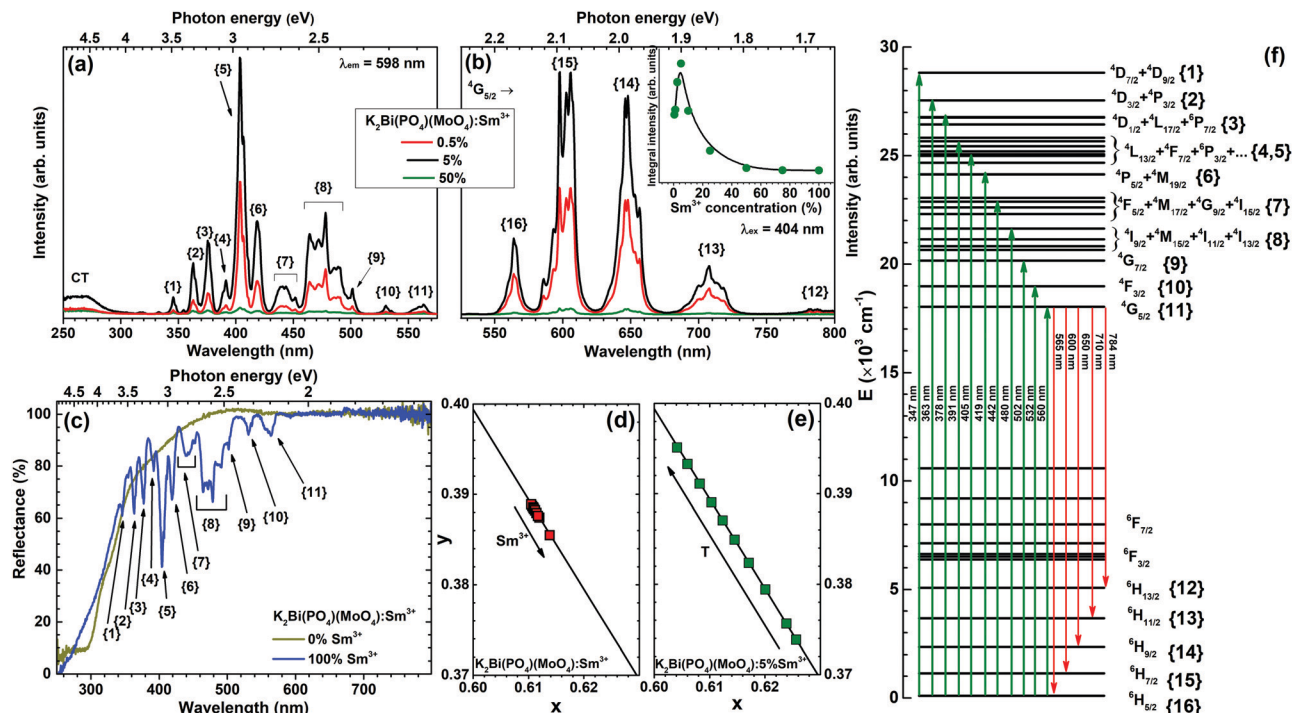 Photon energy (eV)
4.5 4 3.5 3 2.5
(a)
λem = 598 nm
{5}
K2Bi(PO4)(MoO4):Sm3+
0.5%
5%
50%
{8}
{6}
{3}
{2}
{4}
{7}
{1}
{9}
{10}
{11}
CT
Intensity (arb. units)
250 300 350 400 450 500 550
Wavelength (nm)
Photon energy (eV)
2.2 2.1 2 1.9 1.8 1.7
(b)
4G5/2 →
{15}
{14}
{16}
{13}
{12}
Integral intensity (arb. units)
0 20 40 60 80 100
Sm3+ concentration (%)
λex = 404 nm
Intensity (arb. units)
600 650 700 750 800
Wavelength (nm)
Photon energy (eV)
4.5 4 3.5 3 2.5 2
(c)
100
80
60
40
20
0
Reflectance (%)
{1}
{2}
{3}
{4}
{5}
{6}
{7}
{8}
{9}
{10}
{11}
K2Bi(PO4)(MoO4):Sm3+
0% Sm3+
100% Sm3+
300 400 500 600 700
Wavelength (nm)
(d)
0.40
0.39
0.38
0.37
y
Sm3+
K2Bi(PO4)(MoO4):Sm3+
0.60 0.61 0.62
x
(e)
0.40
0.39
0.38
0.37
T
K2Bi(PO4)(MoO4):5%Sm3+
0.60 0.61 0.62
x
(f)
E (×10³ cm⁻¹)
30
25
20
15
10
5
0
4D7/2+4D9/2 {1}
4D3/2+4P3/2 {2}
4D1/2+4L17/2+6P7/2 {3}
4L13/2+4F7/2+6P3/2+... {4,5}
4P5/2+4M19/2 {6}
4F5/2+4M17/2+4G9/2+4I15/2 {7}
4I9/2+4M15/2+4I11/2+4I13/2 {8}
4G7/2 {9}
4F3/2 {10}
4G5/2 {11}
347 nm
363 nm
378 nm
391 nm
405 nm
419 nm
442 nm
480 nm
502 nm
532 nm
560 nm
565 nm
600 nm
650 nm
710 nm
784 nm
6F7/2
6F3/2
6H13/2 {12}
6H11/2 {13}
6H9/2 {14}
6H7/2 {15}
6H5/2 {16}